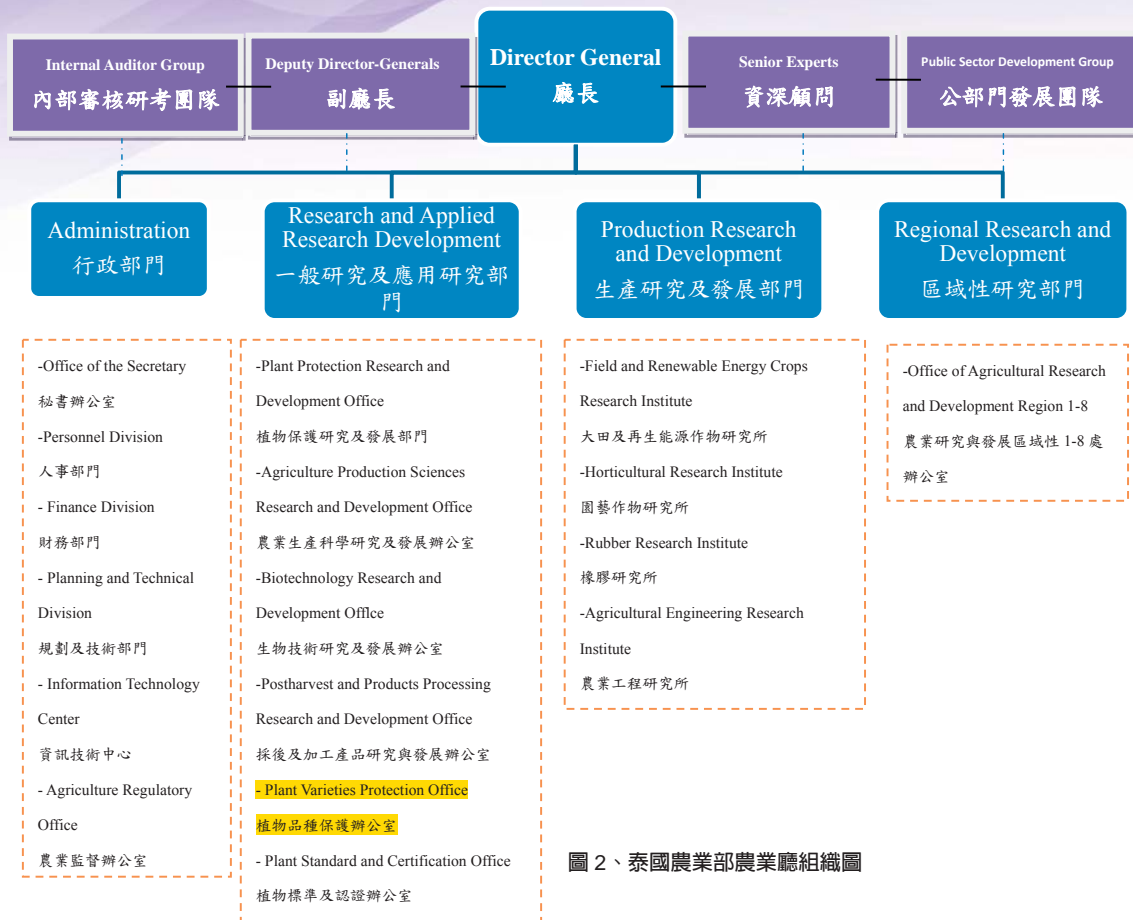 Internal Auditor Group
內部審核研考團隊
Deputy Director-Generals
副廳長
Director General
廳長
Senior Experts
資深顧問
Public Sector Development Group
公部門發展團隊
Administration
行政部門
Research and Applied
Research Development
一般研究及應用研究部
門
Production Research
and Development
生產研究及發展部門
Regional Research and
Development
區域性研究部門
-Office of the Secretary
秘書辦公室
-Personnel Division
人事部門
- Finance Division
財務部門
- Planning and Technical
Division
規劃及技術部門
- Information Technology
Center
資訊技術中心
- Agriculture Regulatory
Office
農業監督辦公室
-Plant Protection Research and
Development Office
植物保護研究及發展部門
-Agriculture Production Sciences
Research and Development Office
農業生產科學研究及發展辦公室
-Biotechnology Research and
Development Offlce
生物技術研究及發展辦公室
-Postharvest and Products Processing
Research and Development Office
採後及加工產品研究與發展辦公室
- Plant Varieties Protection Office
植物品種保護辦公室
- Plant Standard and Certification Office
植物標準及認證辦公室
-Field and Renewable Energy Crops
Research Institute
大田及再生能源作物研究所
-Horticultural Research Institute
園藝作物研究所
-Rubber Research Institute
橡膠研究所
-Agricultural Engineering Research
Institute
農業工程研究所
-Office of Agricultural Research
and Development Region 1-8
農業研究與發展區域性 1-8 處
辦公室
圖 2、泰國農業部農業廳組織圖